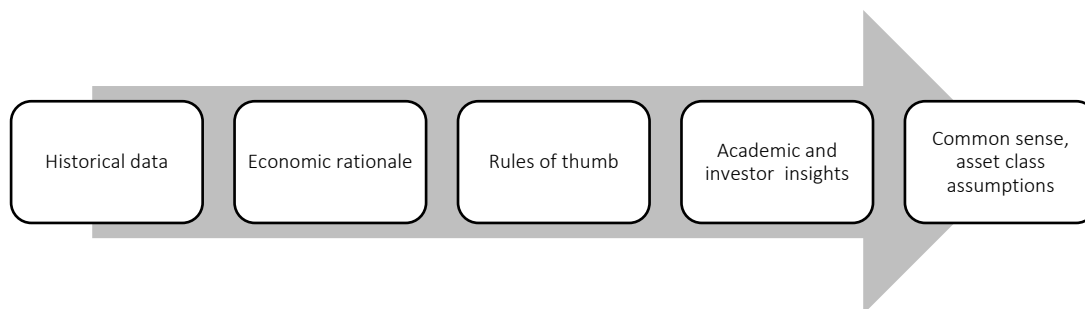 Historical data
Economic rationale
Rules of thumb
Academic and
investor  insights
Common sense,
asset class
assumptions